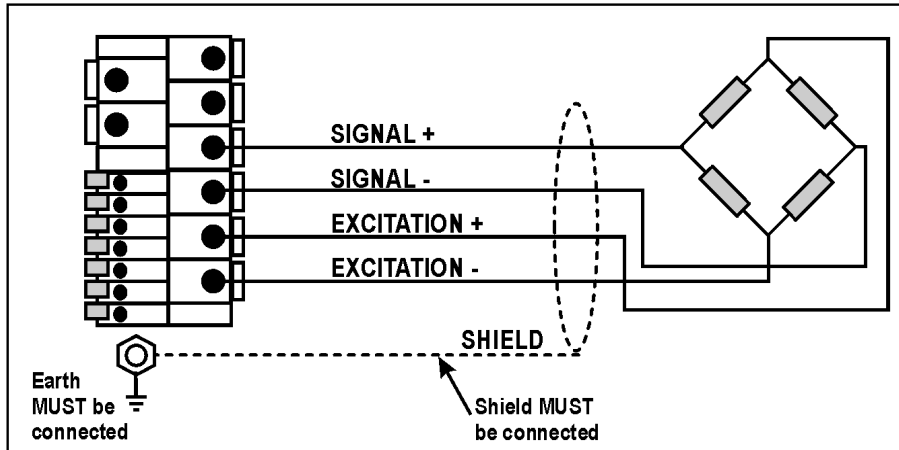 SIGNAL +
SIGNAL -
EXCITATION +
EXCITATION -
SHIELD
Earth
MUST be
connected
Shield MUST
be connected